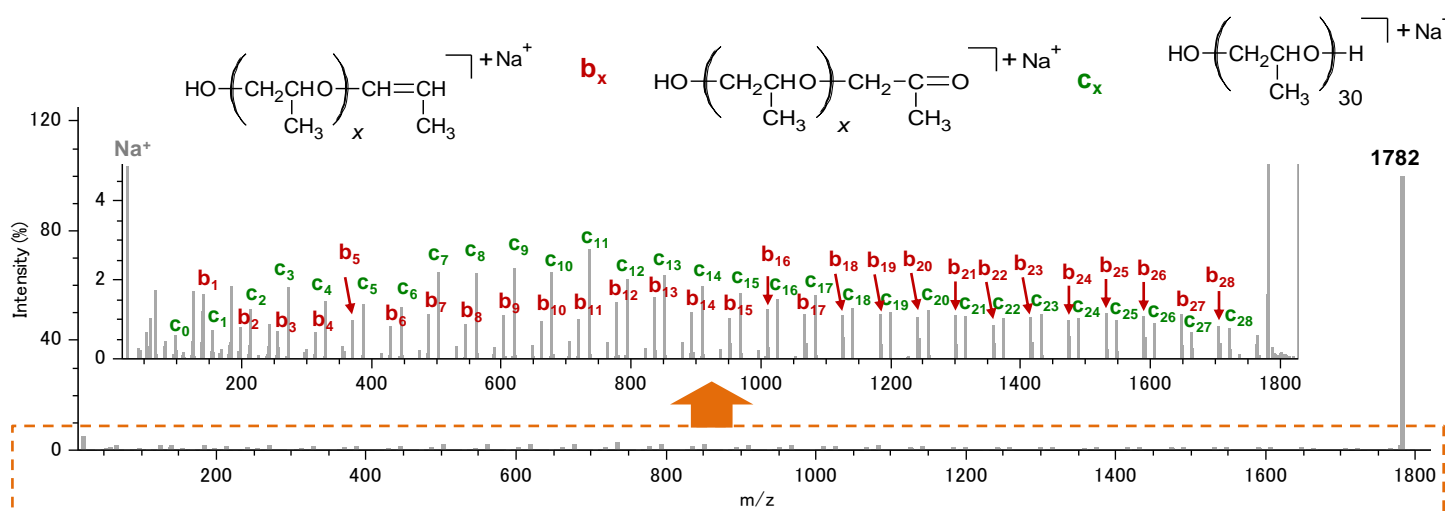 HO CH₂CHO CH=CH +Na⁺
CH₃ x CH₃
bₓ
HO CH₂CHO CH₂ C=O +Na⁺
CH₃ x CH₃
cₓ
HO CH₂CHO H +Na
CH₃ 30
120
80
40
0
Intensity (%)
Na⁺
1782
4
2
0
b₁ b₂ b₃ b₄ b₅ b₆ b₇ b₈ b₉ b₁₀ b₁₁ b₁₂ b₁₃ b₁₄ b₁₅ b₁₆ b₁₇ b₁₈ b₁₉ b₂₀ b₂₁ b₂₂ b₂₃ b₂₄ b₂₅ b₂₆ b₂₇ b₂₈
c₀ c₁ c₂ c₃ c₄ c₅ c₆ c₇ c₈ c₉ c₁₀ c₁₁ c₁₂ c₁₃ c₁₄ c₁₅ c₁₆ c₁₇ c₁₈ c₁₉ c₂₀ c₂₁ c₂₂ c₂₃ c₂₄ c₂₅ c₂₆ c₂₇ c₂₈
200 400 600 800 1000 1200 1400 1600 1800
200 400 600 800 1000 1200 1400 1600 1800
m/z